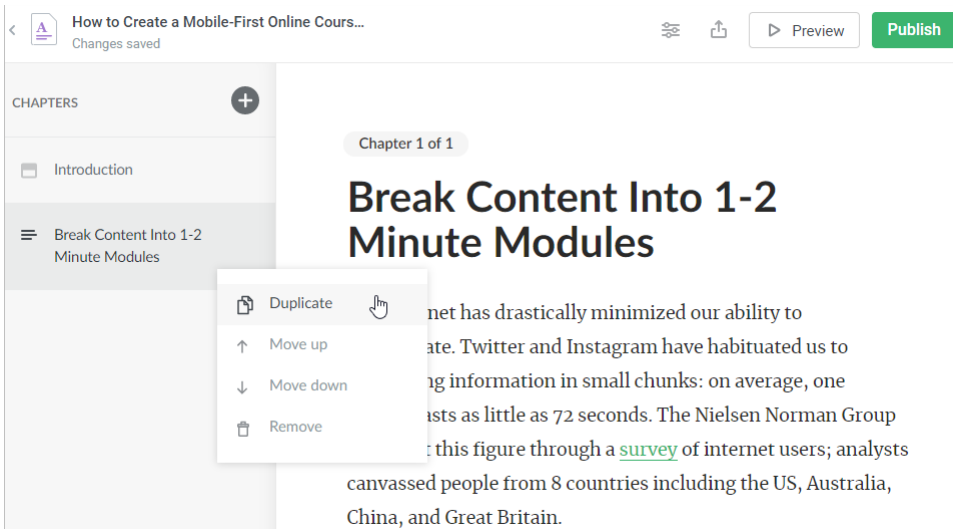 How to Create a Mobile-First Online Cours...
Changes saved
Preview
Publish
CHAPTERS
Introduction
Break Content Into 1-2
Minute Modules
Duplicate
Move up
Move down
Remove
Chapter 1 of 1
Break Content Into 1-2
Minute Modules
has drastically minimized our ability to
Twitter and Instagram have habituated us to
information in small chunks: on average, one
as little as 72 seconds. The Nielsen Norman Group
this figure through a survey of internet users; analysts
canvassed people from 8 countries including the US, Australia,
China, and Great Britain.